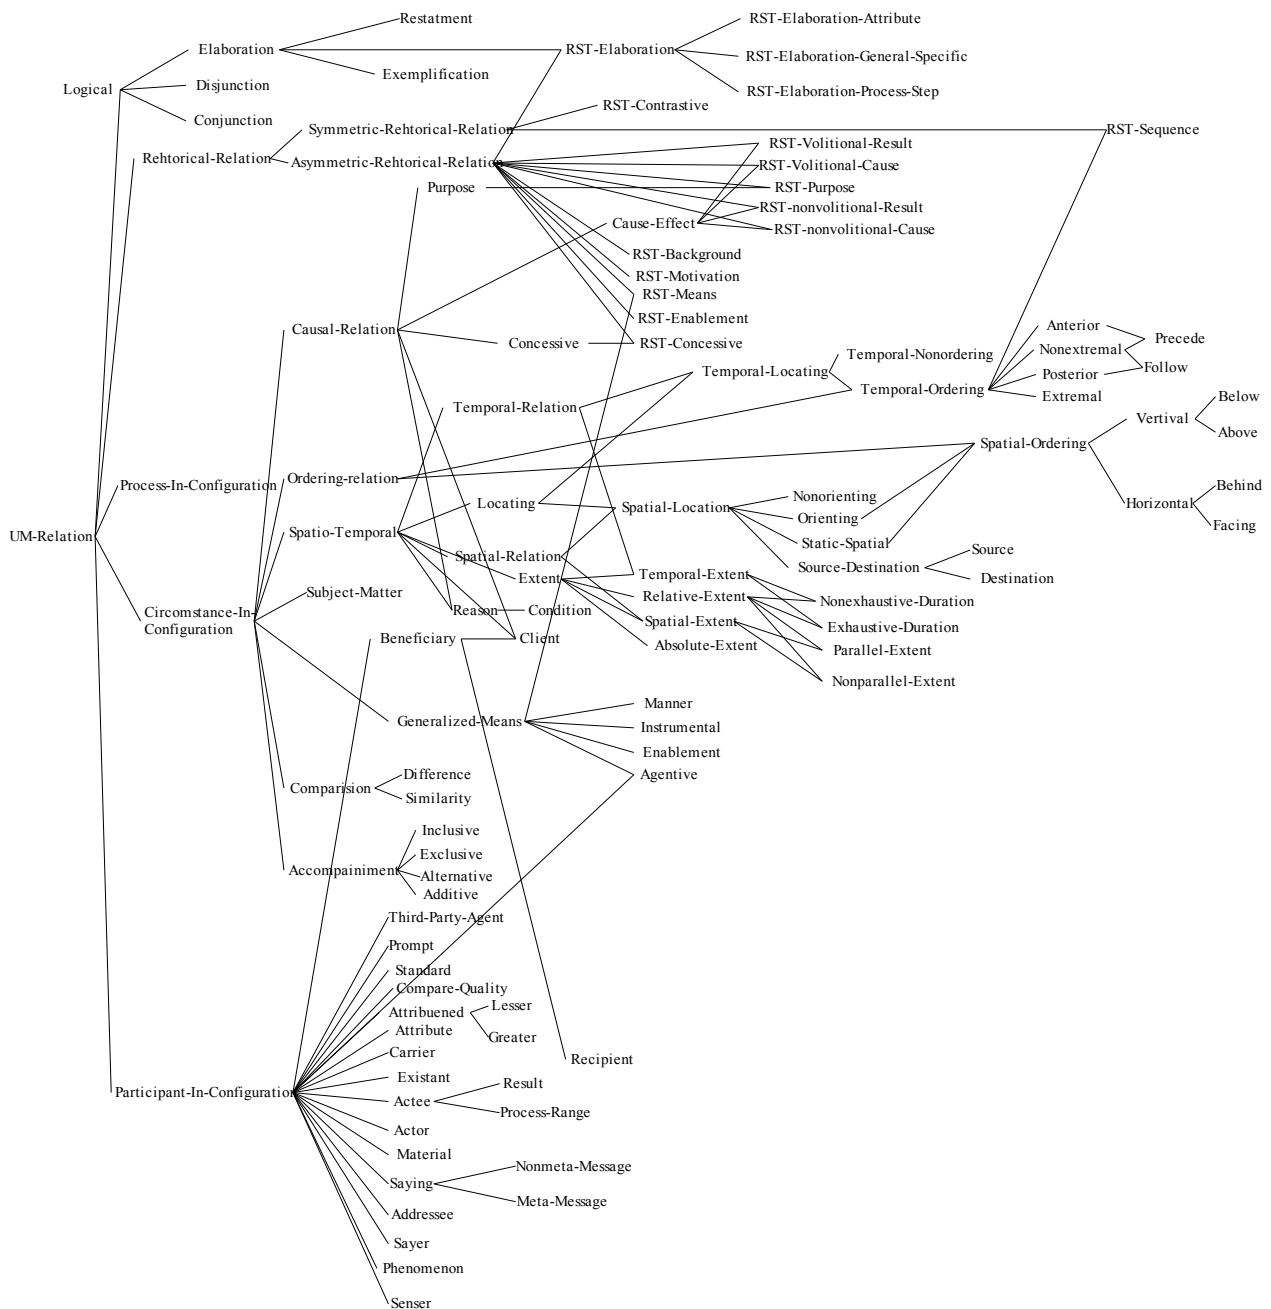 Restatment
RST-Elaboration-Attribute
Elaboration
RST-Elaboration
RST-Elaboration-General-Specific
Exemplification
Logical
Disjunction
RST-Elaboration-Process-Step
RST-Contrastive
Conjunction
Symmetric-Rehtorical-Relation
RST-Sequence
RST-Volitional-Result
Rehtorical-Relation
Asymmetric-Rehtorical-Relation
RST-Volitional-Cause
Purpose
RST-Purpose
RST-nonvolitional-Result
Cause-Effect
RST-nonvolitional-Cause
RST-Background
RST-Motivation
RST-Means
RST-Enablement
Causal-Relation
Anterior
Precede
Concessive
RST-Concessive
Nonextremal
Temporal-Nonordering
Follow
Temporal-Locating
Posterior
Temporal-Ordering
Extremal
Below
Temporal-Relation
Vertival
Above
Spatial-Ordering
Ordering-relation
Process-In-Configuration
Behind
Nonorienting
Locating
Spatial-Location
Horizontal
Orienting
Facing
UM-Relation
Spatio-Temporal
Static-Spatial
Source
Spatial-Relation
Source-Destination
Extent
Temporal-Extent
Destination
Subject-Matter
Relative-Extent
Nonexhaustive-Duration
Circomstance-In-
Configuration
Reason
Condition
Spatial-Extent
Exhaustive-Duration
Beneficiary
Client
Absolute-Extent
Parallel-Extent
Nonparallel-Extent
Manner
Generalized-Means
Instrumental
Enablement
Difference
Agentive
Comparision
Similarity
Inclusive
Exclusive
Accompainiment
Alternative
Additive
Third-Party-Agent
Prompt
Standard
Compare-Quality
Lesser
Attribuened
Attribute
Greater
Carrier
Recipient
Existant
Result
Participant-In-Configuration
Actee
Process-Range
Actor
Material
Nonmeta-Message
Saying
Meta-Message
Addressee
Sayer
Phenomenon
Senser